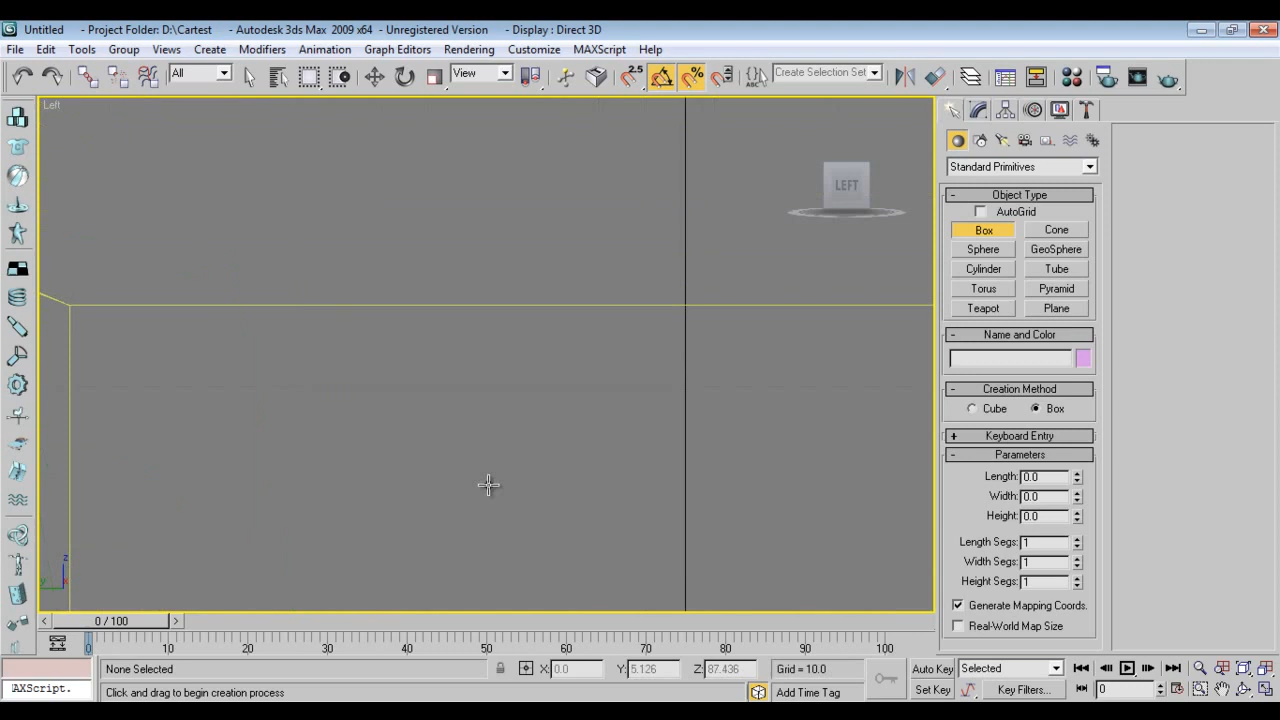 Untitled - Project Folder: D:\Cartest - Autodesk 3ds Max 2009 x64 - Unregistered Version - Display : Direct 3D
File Edit Tools Group Views Create Modifiers Animation Graph Editors Rendering Customize MAXScript Help
All View 2.5 % ABC Create Selection Set
Left
LEFT
Standard Primitives
- Object Type
AutoGrid
Box Cone
Sphere GeoSphere
Cylinder Tube
Torus Pyramid
Teapot Plane
- Name and Color
- Creation Method
Cube Box
+ Keyboard Entry
- Parameters
Length: 0.0
Width: 0.0
Height: 0.0
Length Segs: 1
Width Segs: 1
Height Segs: 1
Generate Mapping Coords.
Real-World Map Size
z
y x
< 0 / 100 >
0 10 20 30 40 50 60 70 80 90 100
None Selected X: 0.0 Y: 5.126 Z: 87.436 Grid = 10.0 Auto Key Selected
AXScript. Click and drag to begin creation process Add Time Tag Set Key Key Filters... 0